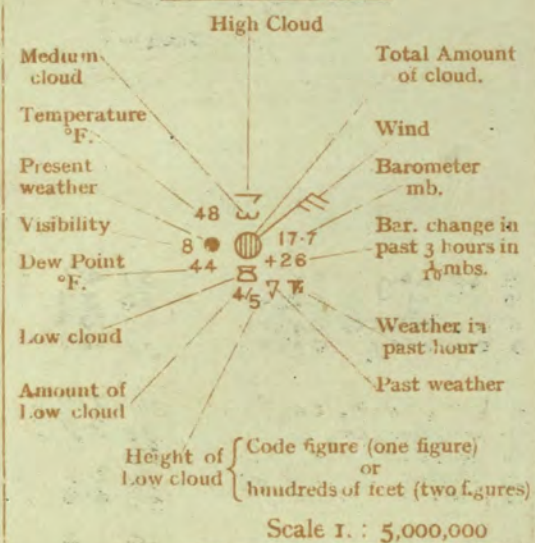 High Cloud
Medium
cloud
Total Amount
of cloud.
Temperature
°F.
Wind
Present
weather
Barometer
mb.
48
Visibility
8
17·7
Bar. change in
past 3 hours in
1/10 mbs.
Dew Point
°F.
44
+26
4/5
Low cloud
Weather in
past hour
Amount of
Low cloud
Past weather
Height of
Low cloud
Code figure (one figure)
or
hundreds of feet (two figures)
Scale 1. : 5,000,000